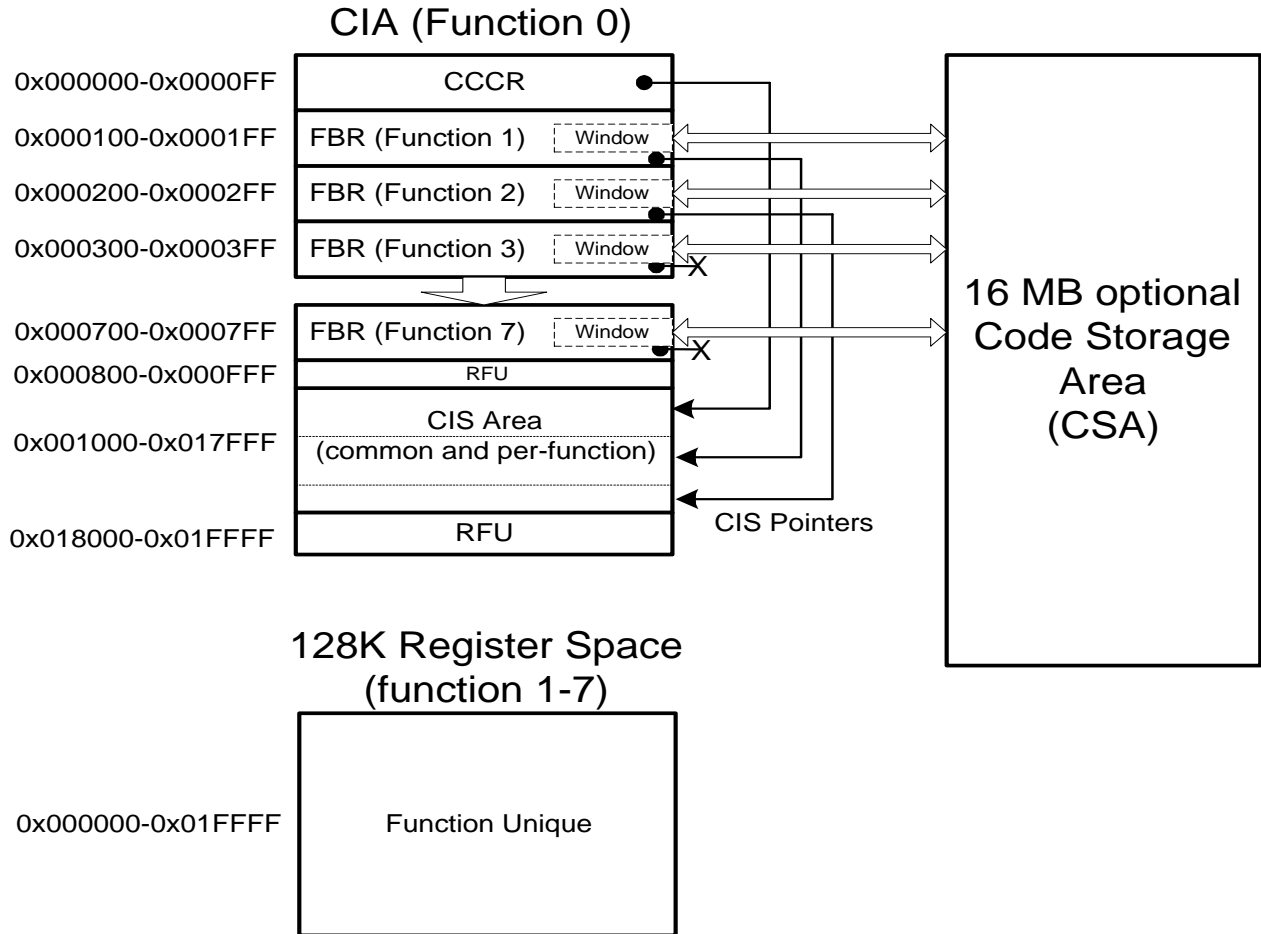 CIA (Function 0)
0x000000-0x0000FF
CCCR
0x000100-0x0001FF
FBR (Function 1)
Window
0x000200-0x0002FF
FBR (Function 2)
Window
0x000300-0x0003FF
FBR (Function 3)
Window
X
0x000700-0x0007FF
FBR (Function 7)
Window
X
0x000800-0x000FFF
RFU
0x001000-0x017FFF
CIS Area
(common and per-function)
0x018000-0x01FFFF
RFU
CIS Pointers
16 MB optional
Code Storage
Area
(CSA)
128K Register Space
(function 1-7)
0x000000-0x01FFFF
Function Unique